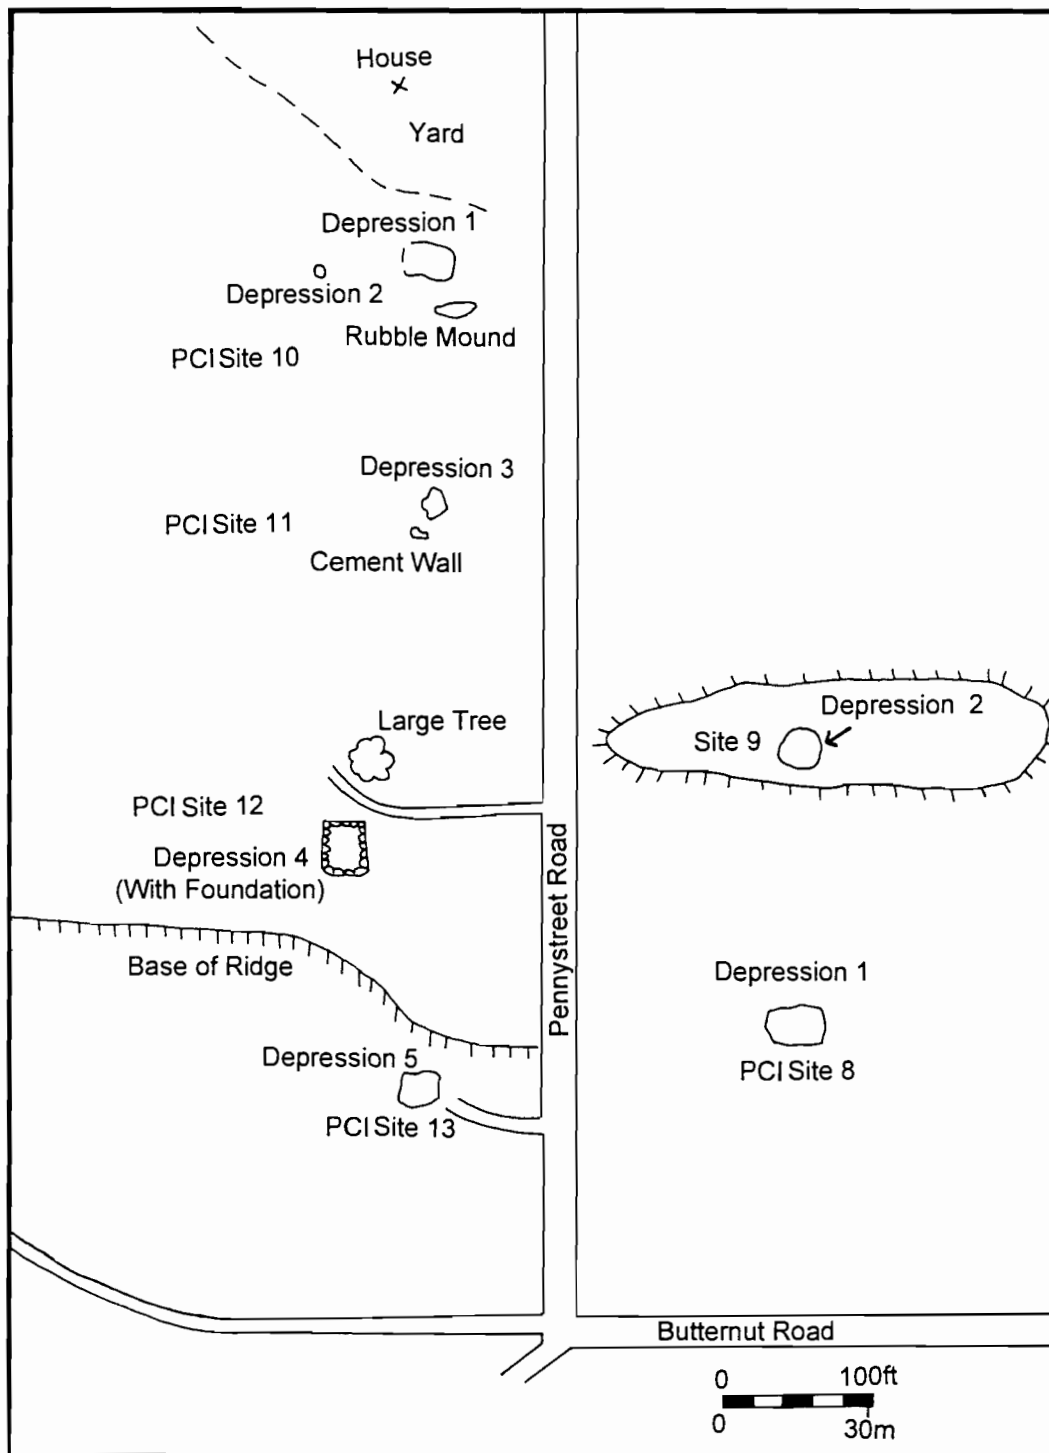 House
Yard
Depression 1
Depression 2
Rubble Mound
PCI Site 10
Depression 3
PCI Site 11
Cement Wall
Depression 2
Site 9
Large Tree
PCI Site 12
Depression 4
(With Foundation)
Pennystreet Road
Base of Ridge
Depression 1
PCI Site 8
Depression 5
PCI Site 13
Butternut Road
0 100ft
0 30m